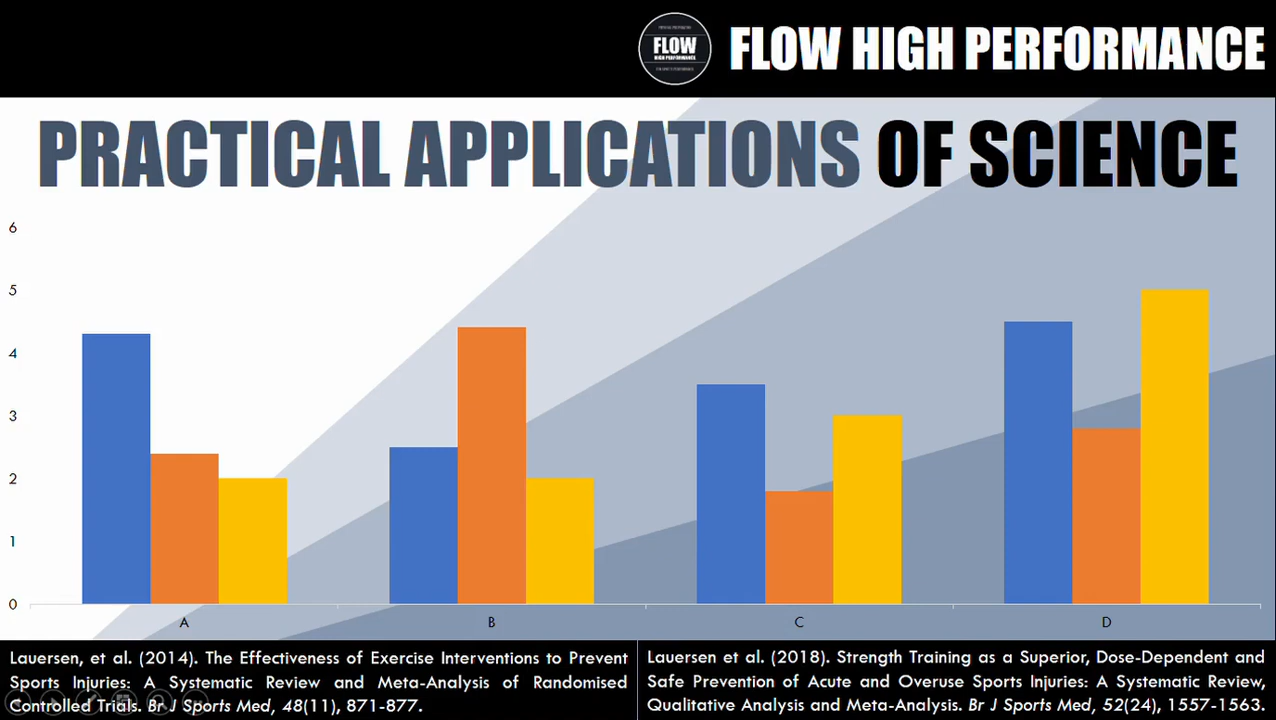 FLOW
HIGH PERFORMANCE
FLOW HIGH PERFORMANCE
PRACTICAL APPLICATIONS OF SCIENCE
6
5
4
3
2
1
0
A B C D
Lauersen, et al. (2014). The Effectiveness of Exercise Interventions to Prevent
Sports Injuries: A Systematic Review and Meta-Analysis of Randomised
Controlled Trials. Br J Sports Med, 48(11), 871-877.
Lauersen et al. (2018). Strength Training as a Superior, Dose-Dependent and
Safe Prevention of Acute and Overuse Sports Injuries: A Systematic Review,
Qualitative Analysis and Meta-Analysis. Br J Sports Med, 52(24), 1557-1563.